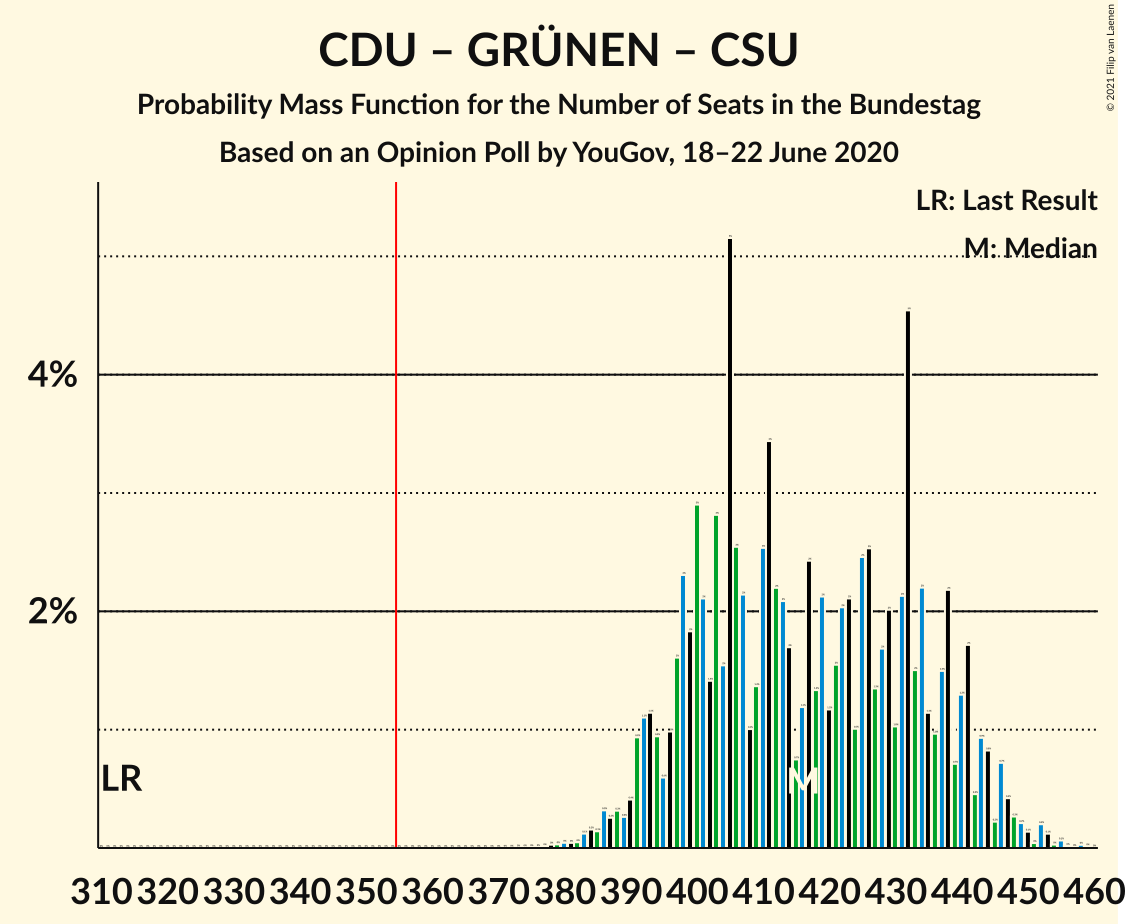 CDU – GRÜNEN – CSU
Probability Mass Function for the Number of Seats in the Bundestag
Based on an Opinion Poll by YouGov, 18–22 June 2020
© 2021 Filip van Laenen
LR: Last Result
M: Median
4%
2%
LR
M
310 320 330 340 350 360 370 380 390 400 410 420 430 440 450 460